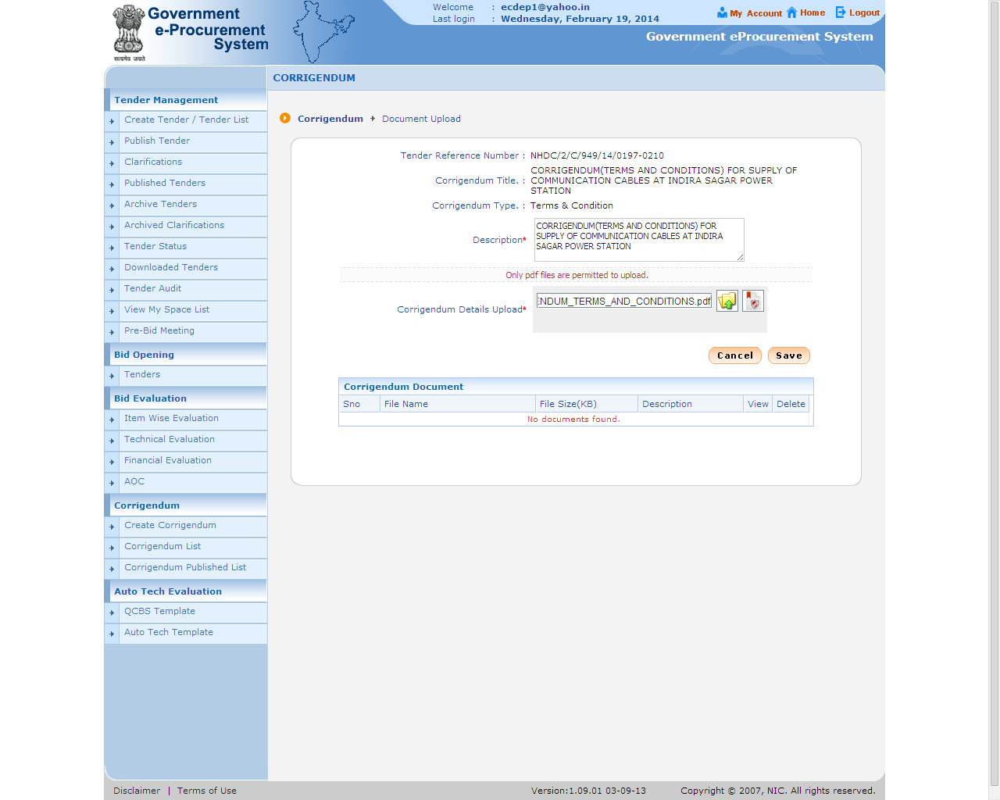 Government
e-Procurement
System
सत्यमेव जयते
Welcome : ecdep1@yahoo.in
Last login : Wednesday, February 19, 2014
My Account Home Logout
Government eProcurement System
CORRIGENDUM
Tender Management
Create Tender / Tender List
Publish Tender
Clarifications
Published Tenders
Archive Tenders
Archived Clarifications
Tender Status
Downloaded Tenders
Tender Audit
View My Space List
Pre-Bid Meeting
Bid Opening
Tenders
Bid Evaluation
Item Wise Evaluation
Technical Evaluation
Financial Evaluation
AOC
Corrigendum
Create Corrigendum
Corrigendum List
Corrigendum Published List
Auto Tech Evaluation
QCBS Template
Auto Tech Template
Corrigendum Document Upload
Tender Reference Number : NHDC/2/C/949/14/0197-0210
Corrigendum Title. : CORRIGENDUM(TERMS AND CONDITIONS) FOR SUPPLY OF
COMMUNICATION CABLES AT INDIRA SAGAR POWER
STATION
Corrigendum Type. : Terms & Condition
Description* CORRIGENDUM(TERMS AND CONDITIONS) FOR
SUPPLY OF COMMUNICATION CABLES AT INDIRA
SAGAR POWER STATION
Only pdf files are permitted to upload.
Corrigendum Details Upload* ENDUM_TERMS_AND_CONDITIONS.pdf
Cancel Save
Corrigendum Document
Sno File Name File Size(KB) Description View Delete
No documents found.
Disclaimer | Terms of Use Version:1.09.01 03-09-13 Copyright © 2007, NIC. All rights reserved.